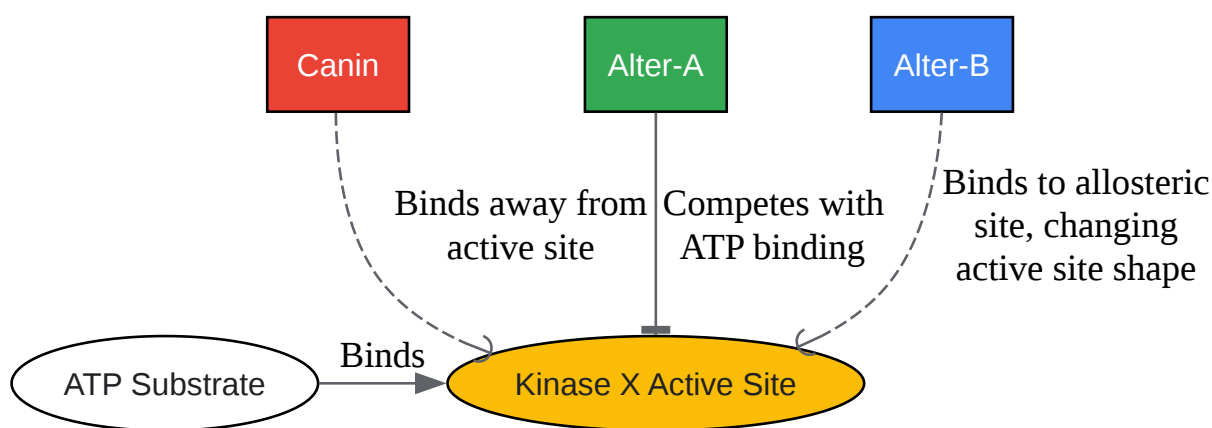 Canin
Alter-A
Alter-B
Binds away from
active site
Competes with
ATP binding
Binds to allosteric
site, changing
active site shape
ATP Substrate
Binds
Kinase X Active Site